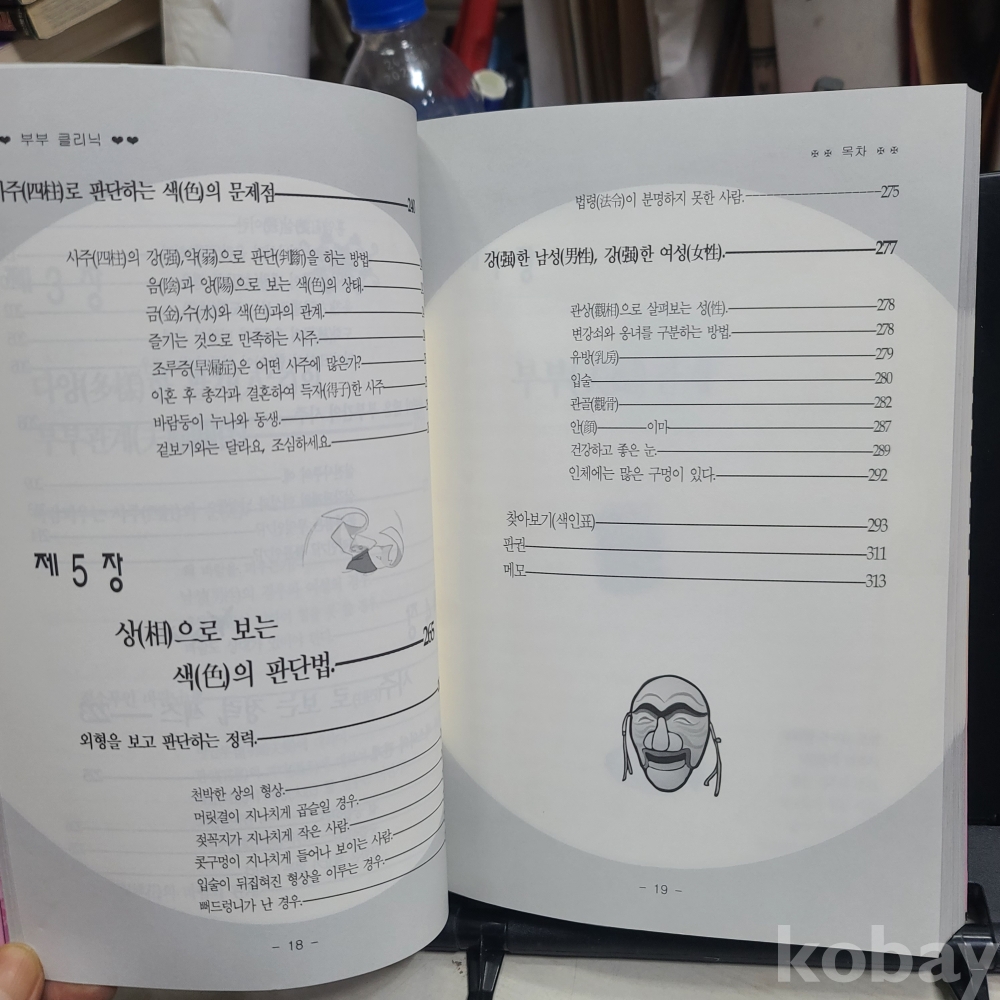 ❤ 부부 클리닉 ❤❤
사주(四柱)로 판단하는 색(色)의 문제점 240
사주(四柱)의 강(强),약(弱)으로 판단(判斷)을 하는 방법
음(陰)과 양(陽)으로 보는 색(色)의 상태.
금(金),수(水)와 색(色)과의 관계.
즐기는 것으로 만족하는 사주.
조루증(早漏症)은 어떤 사주에 많은가?
이혼 후 총각과 결혼하여 득자(得子)한 사주
바람둥이 누나와 동생.
겉보기와는 달라요, 조심하세요.
제 5 장
상(相)으로 보는
색(色)의 판단법. 265
외형을 보고 판단하는 정력.
천박한 상의 형상.
머릿결이 지나치게 곱슬일 경우.
젖꼭지가 지나치게 작은 사람.
콧구멍이 지나치게 들어나 보이는 사람.
입술이 뒤집혀진 형상을 이루는 경우.
뻐드렁니가 난 경우.
- 18 -
✠ ✠ 목차 ✠ ✠
법령(法令)이 분명하지 못한 사람. 275
강(强)한 남성(男性), 강(强)한 여성(女性). 277
관상(觀相)으로 살펴보는 성(性). 278
변강쇠와 옹녀를 구분하는 방법. 278
유방(乳房) 279
입술 280
관골(觀骨) 282
안(顔) 이마 287
건강하고 좋은 눈. 289
인체에는 많은 구멍이 있다. 292
찾아보기(색인표) 293
판권 311
메모 313
- 19 -
kobay